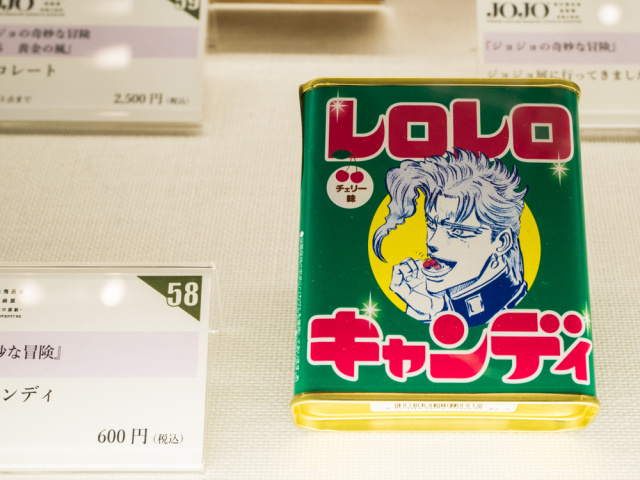 59
ョジョの奇妙な冒険
黄金の風』
コレート
2,500円(税込)
JOJO
『ジョジョの奇妙な冒険』
ジョジョ展に行ってきました
レロレロ
チェリー
味
キャンディ
58
な冒険』
ンディ
600円(税込)